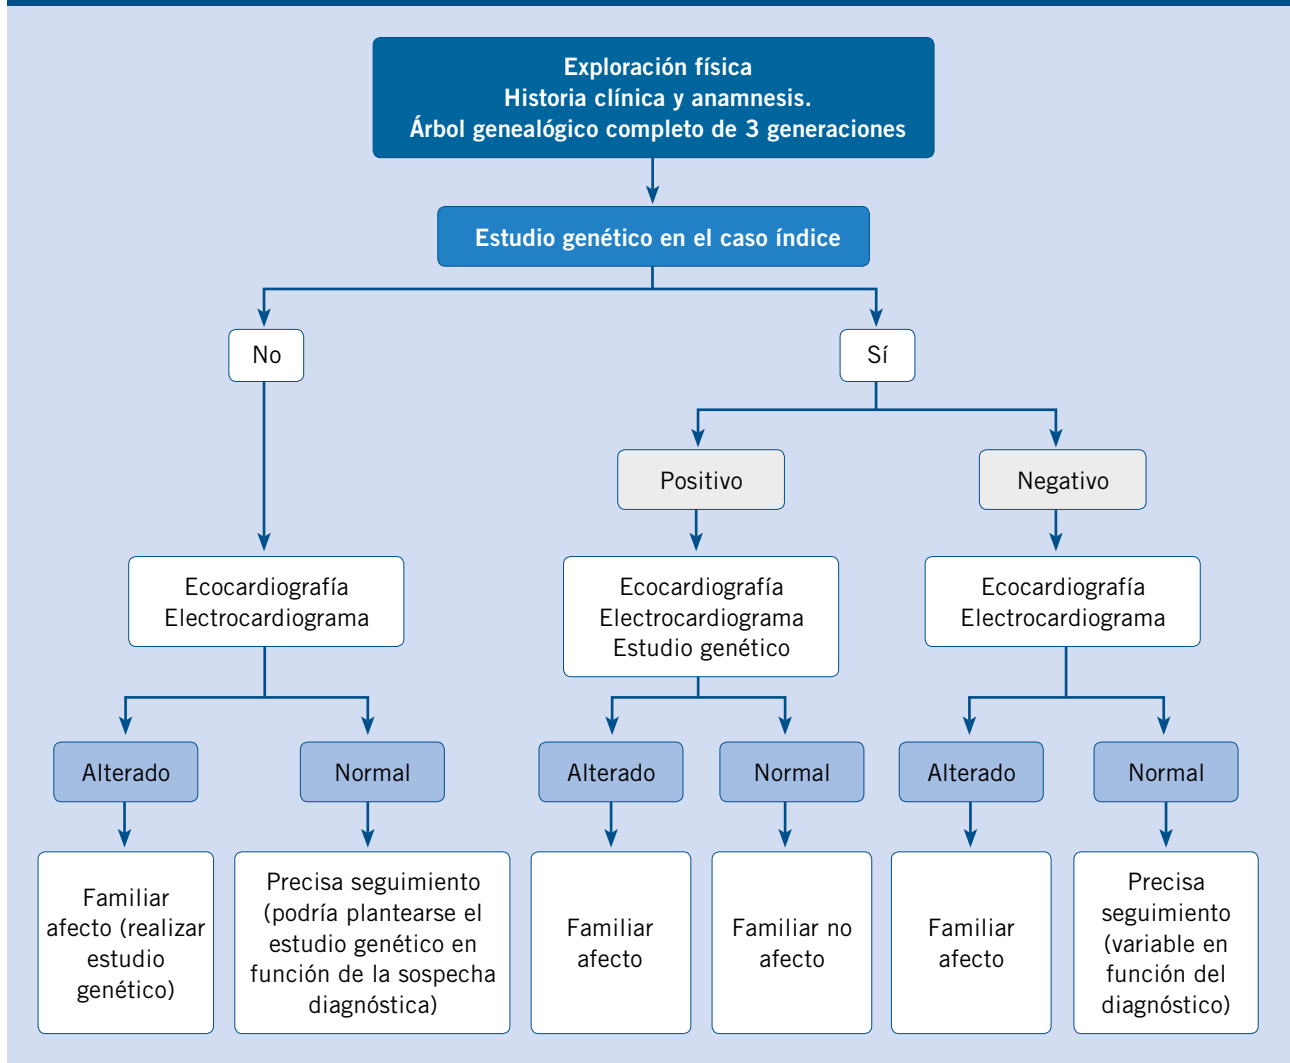 Exploración física
Historia clínica y anamnesis.
Árbol genealógico completo de 3 generaciones
Estudio genético en el caso índice
No
Sí
Positivo
Negativo
Ecocardiografía
Electrocardiograma
Ecocardiografía
Electrocardiograma
Estudio genético
Ecocardiografía
Electrocardiograma
Alterado
Normal
Alterado
Normal
Alterado
Normal
Familiar
afecto (realizar
estudio
genético)
Precisa seguimiento
(podría plantearse el
estudio genético en
función de la sospecha
diagnóstica)
Familiar
afecto
Familiar no
afecto
Familiar
afecto
Precisa
seguimiento
(variable en
función del
diagnóstico)